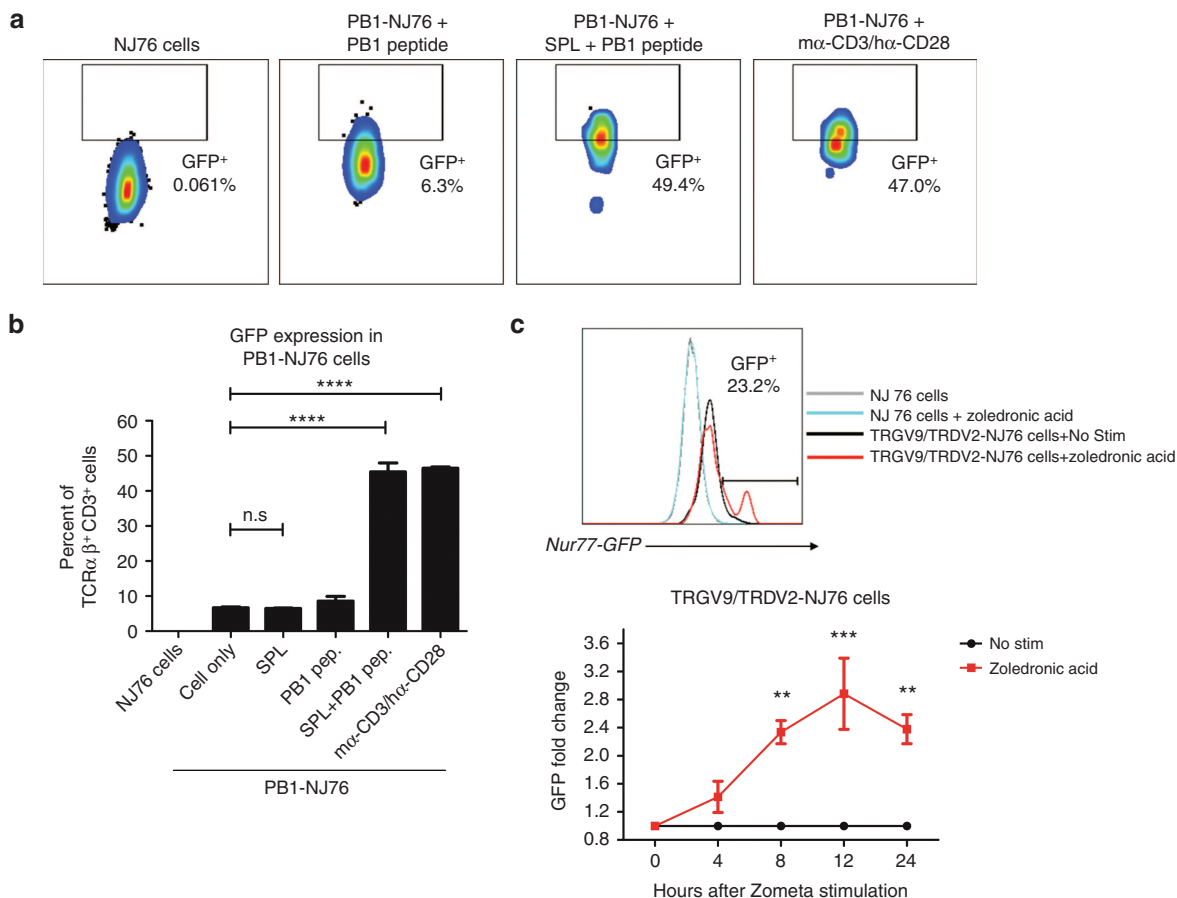 a
NJ76 cells
PB1-NJ76 +
PB1 peptide
PB1-NJ76 +
SPL + PB1 peptide
PB1-NJ76 +
mα-CD3/hα-CD28
GFP⁺
0.061%
GFP⁺
6.3%
GFP⁺
49.4%
GFP⁺
47.0%
b
GFP expression in
PB1-NJ76 cells
****
****
n.s
Percent of
TCRα β⁺ CD3⁺ cells
60
50
40
30
20
10
0
NJ76 cells
Cell only
SPL
PB1 pep.
SPL+PB1 pep.
mα-CD3/hα-CD28
PB1-NJ76
c
GFP⁺
23.2%
NJ 76 cells
NJ 76 cells + zoledronic acid
TRGV9/TRDV2-NJ76 cells+No Stim
TRGV9/TRDV2-NJ76 cells+zoledronic acid
Nur77-GFP
TRGV9/TRDV2-NJ76 cells
GFP fold change
3.6
3.2
2.8
2.4
2.0
1.6
1.2
0.8
**
***
**
No stim
Zoledronic acid
0
4
8
12
24
Hours after Zometa stimulation